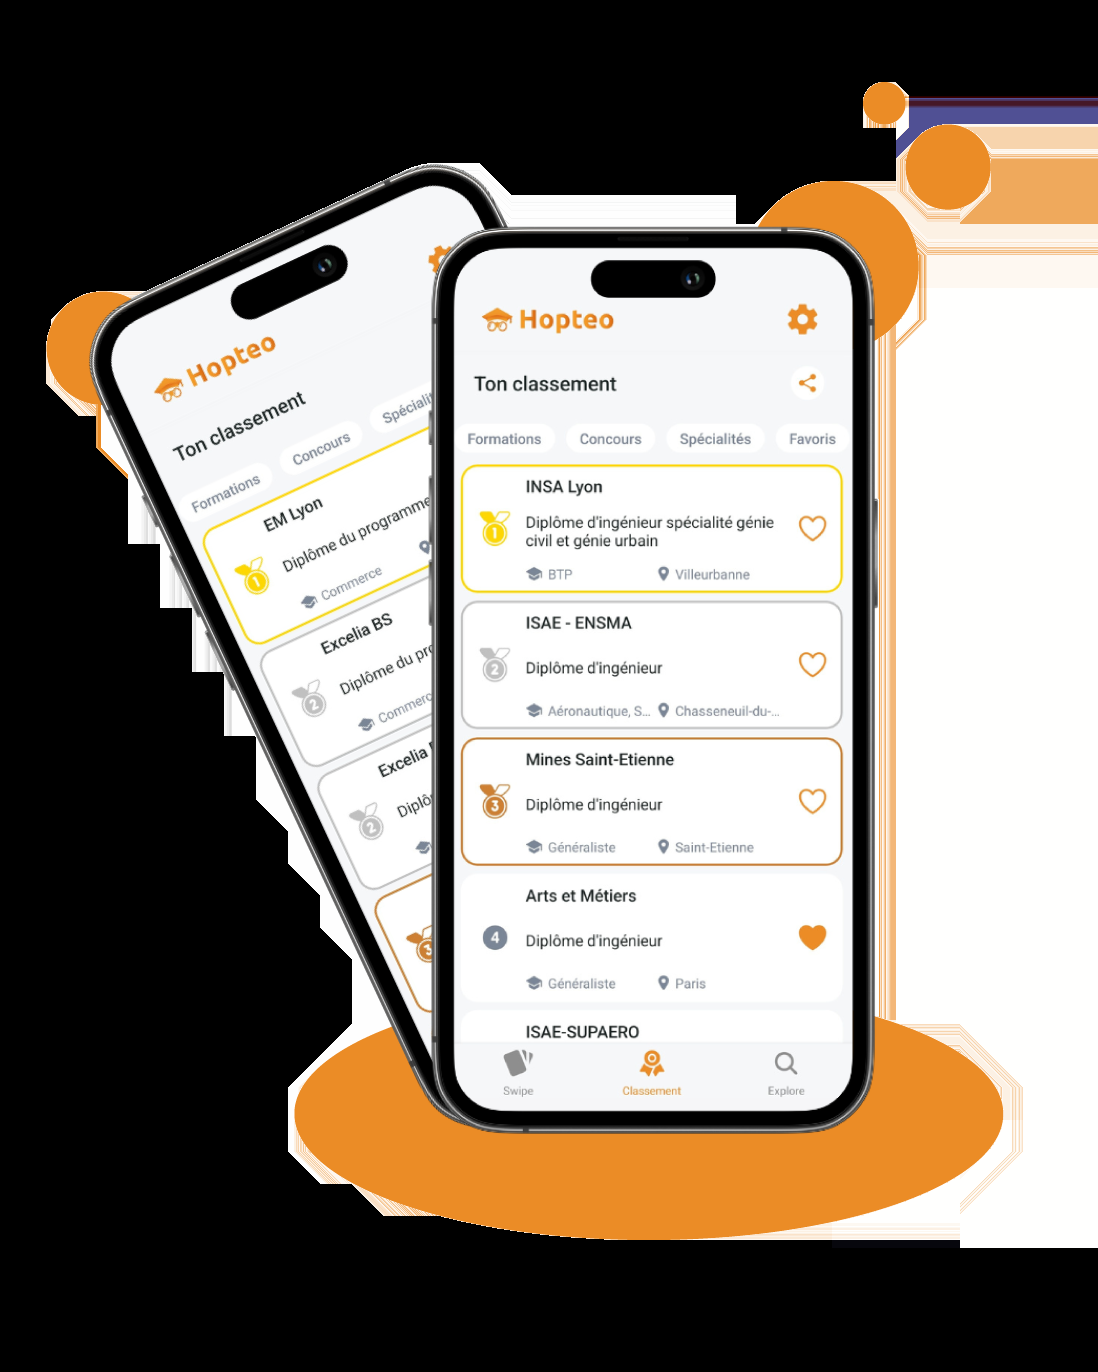 Hopteo
Ton classement
Formations
Concours
Spécialit
EM Lyon
1
Diplôme du programme
Commerce
Excelia BS
2
Diplôme du pro
Commerc
Excelia
2
Diplô
3
Hopteo
Ton classement
Formations
Concours
Spécialités
Favoris
INSA Lyon
1
Diplôme d'ingénieur spécialité génie
civil et génie urbain
BTP
Villeurbanne
ISAE - ENSMA
2
Diplôme d'ingénieur
Aéronautique, S...
Chasseneuil-du-...
Mines Saint-Etienne
3
Diplôme d'ingénieur
Généraliste
Saint-Etienne
Arts et Métiers
4
Diplôme d'ingénieur
Généraliste
Paris
ISAE-SUPAERO
Swipe
Classement
Explore